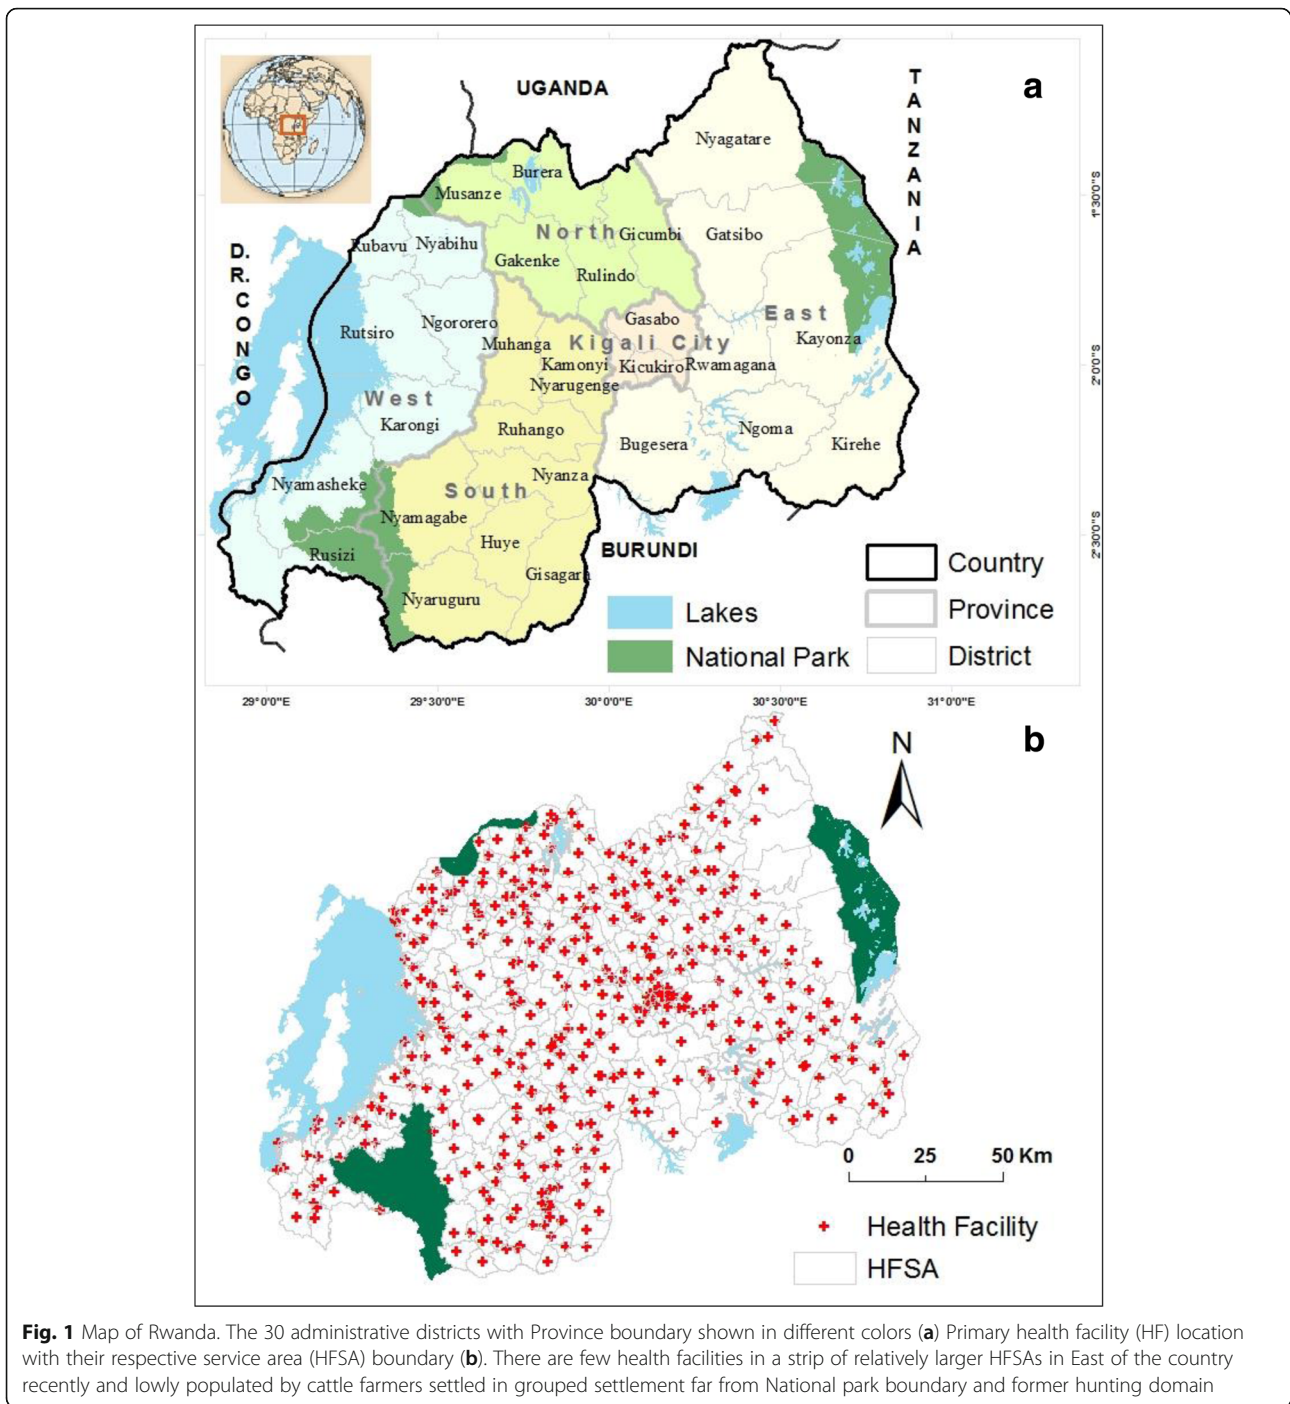 a
UGANDA
TANZANIA
D.R.CONGO
BURUNDI
Nyagatare
Burera
Musanze
North
Gicumbi
Gatsibo
Rubavu
Nyabihu
Gakenke
Rulindo
East
Gasabo
Rutsiro
Ngororero
Muhanga
Kigali City
Kayonza
Kamonyi
Kicukiro
Rwamagana
Nyarugenge
West
Karongi
Ruhango
Bugesera
Ngoma
Kirehe
Nyanza
Nyamasheke
South
Nyamagabe
Huye
Rusizi
Gisagara
Nyaruguru
Country
Lakes
Province
National Park
District
1°30'0"S
2°0'0"S
2°30'0"S
29°0'0"E
29°30'0"E
30°0'0"E
30°30'0"E
31°0'0"E
b
N
0 25 50 Km
Health Facility
HFSA
Fig. 1 Map of Rwanda. The 30 administrative districts with Province boundary shown in different colors (a) Primary health facility (HF) location
with their respective service area (HFSA) boundary (b). There are few health facilities in a strip of relatively larger HFSAs in East of the country
recently and lowly populated by cattle farmers settled in grouped settlement far from National park boundary and former hunting domain